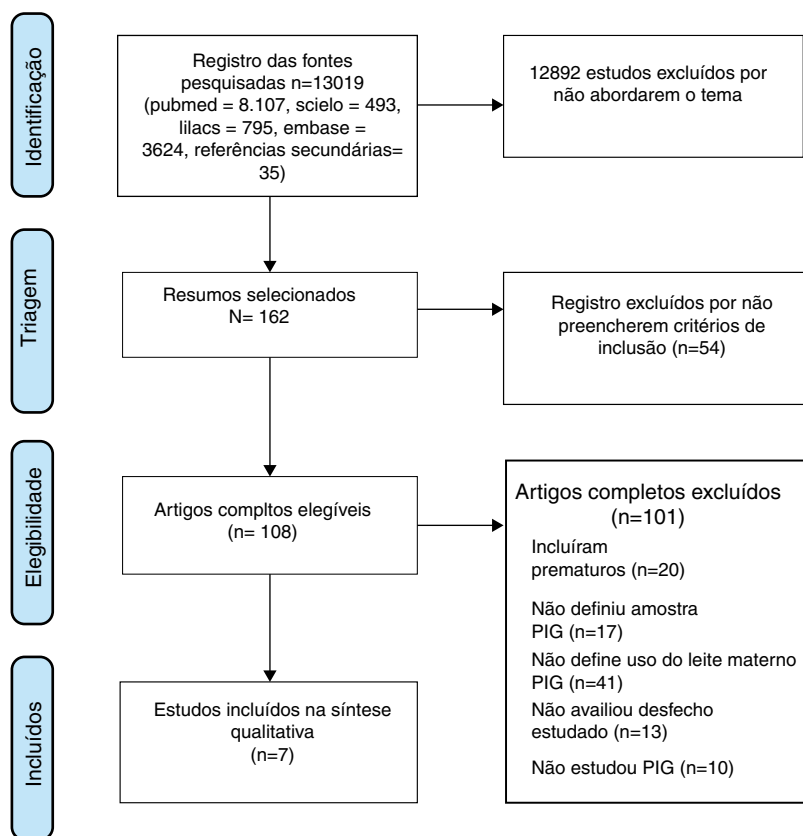 Identificação
Registro das fontes
pesquisadas n=13019
(pubmed = 8.107, scielo = 493,
lilacs = 795, embase =
3624, referências secundárias=
35)
12892 estudos excluídos por
não abordarem o tema
Triagem
Resumos selecionados
N= 162
Registro excluídos por não
preencherem critérios de
inclusão (n=54)
Elegibilidade
Artigos compltos elegíveis
(n= 108)
Artigos completos excluídos
(n=101)
Incluíram
prematuros (n=20)
Não definiu amostra
PIG (n=17)
Não define uso do leite materno
PIG (n=41)
Não availiou desfecho
estudado (n=13)
Não estudou PIG (n=10)
Incluídos
Estudos incluídos na síntese
qualitativa
(n=7)